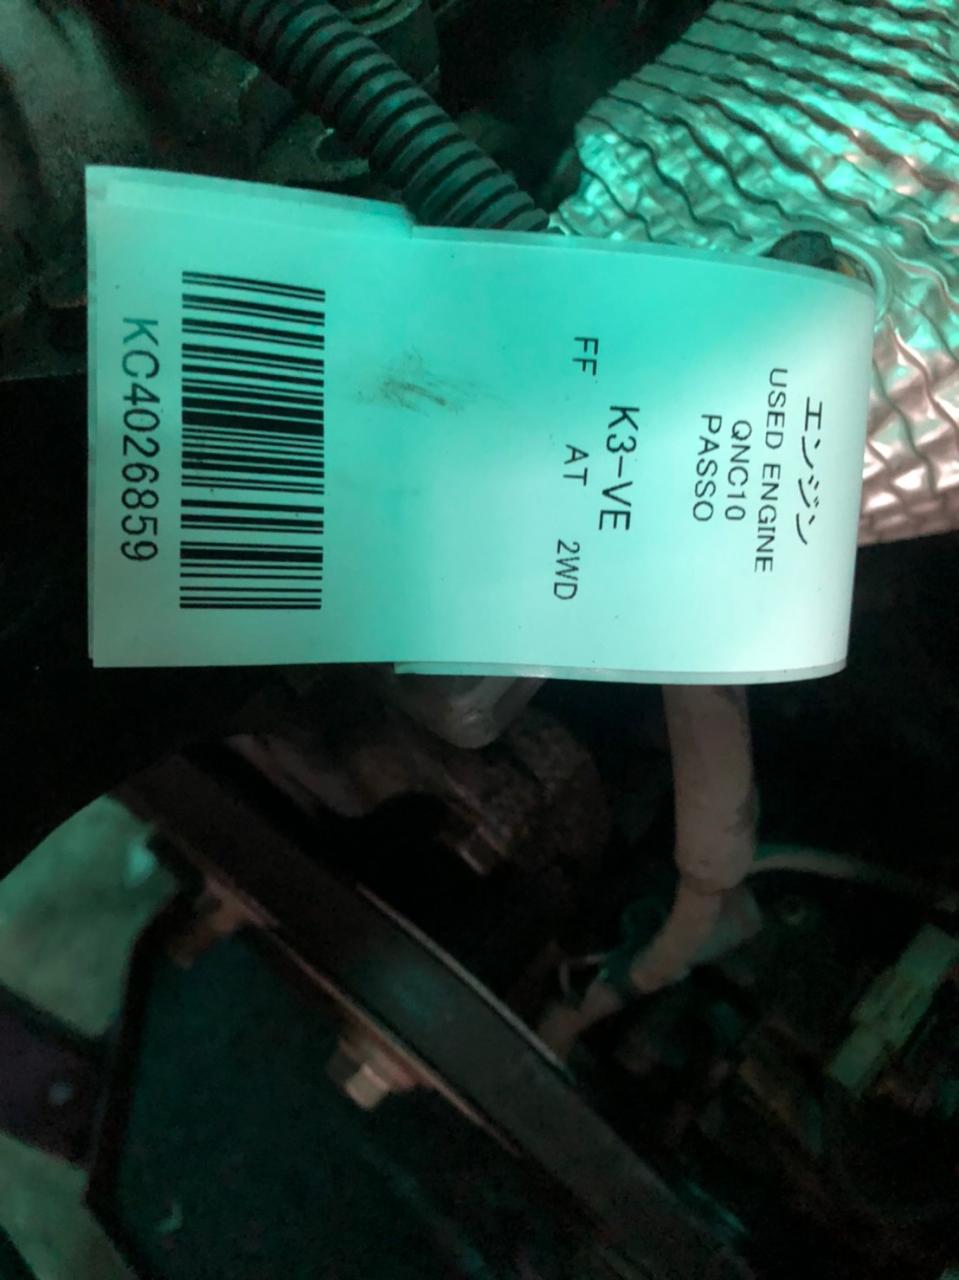 エンジン
USED ENGINE
QNC10
PASSO
K3-VE
FF AT 2WD
KC4026859